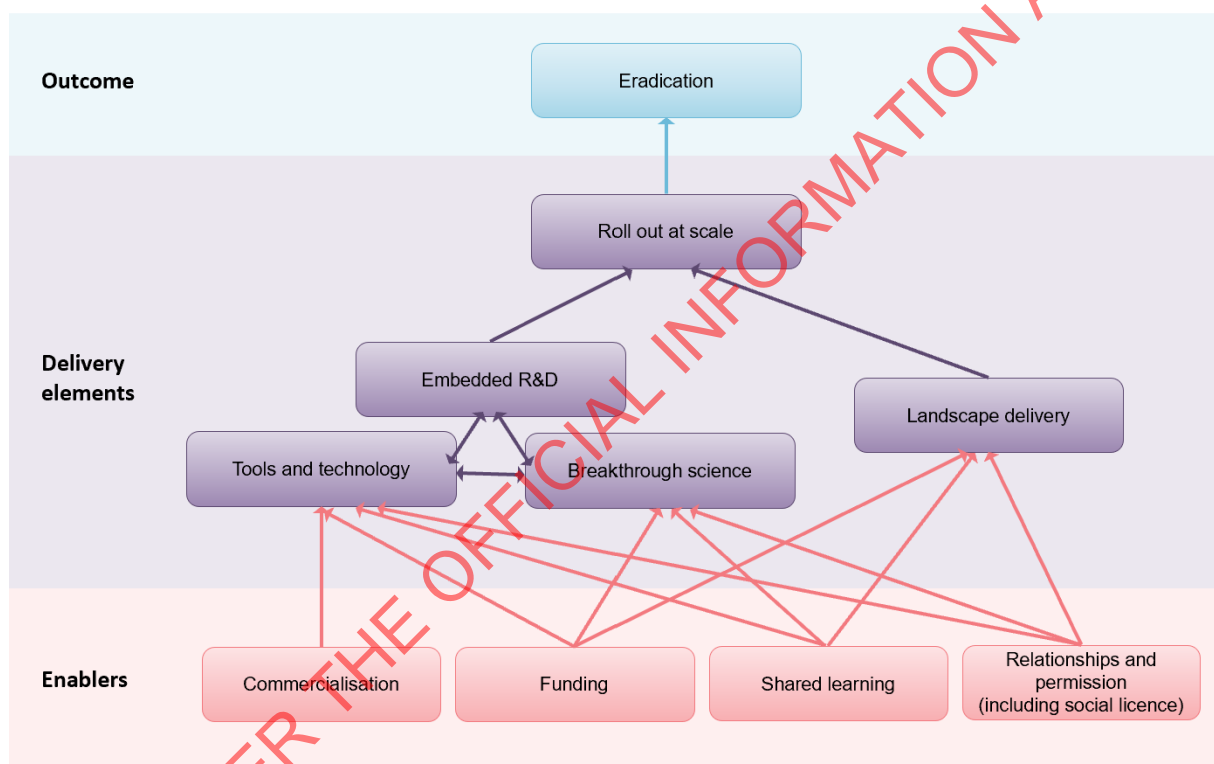 Outcome
Eradication
Roll out at scale
Delivery
elements
Embedded R&D
Landscape delivery
Tools and technology
Breakthrough science
Enablers
Commercialisation
Funding
Shared learning
Relationships and
permission
(including social licence)
THE OFFICIAL INFORMATION